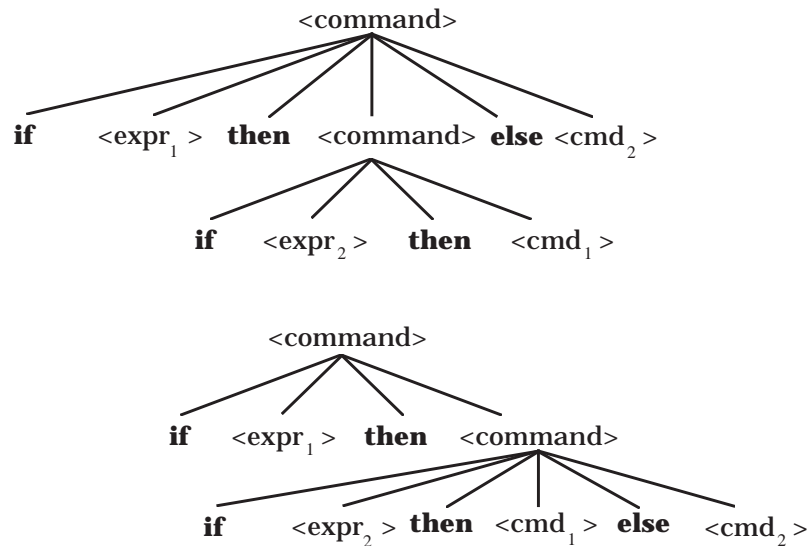 <command>
if <expr₁> then <command> else <cmd₂>
if <expr₂> then <cmd₁>
<command>
if <expr₁> then <command>
if <expr₂> then <cmd₁> else <cmd₂>